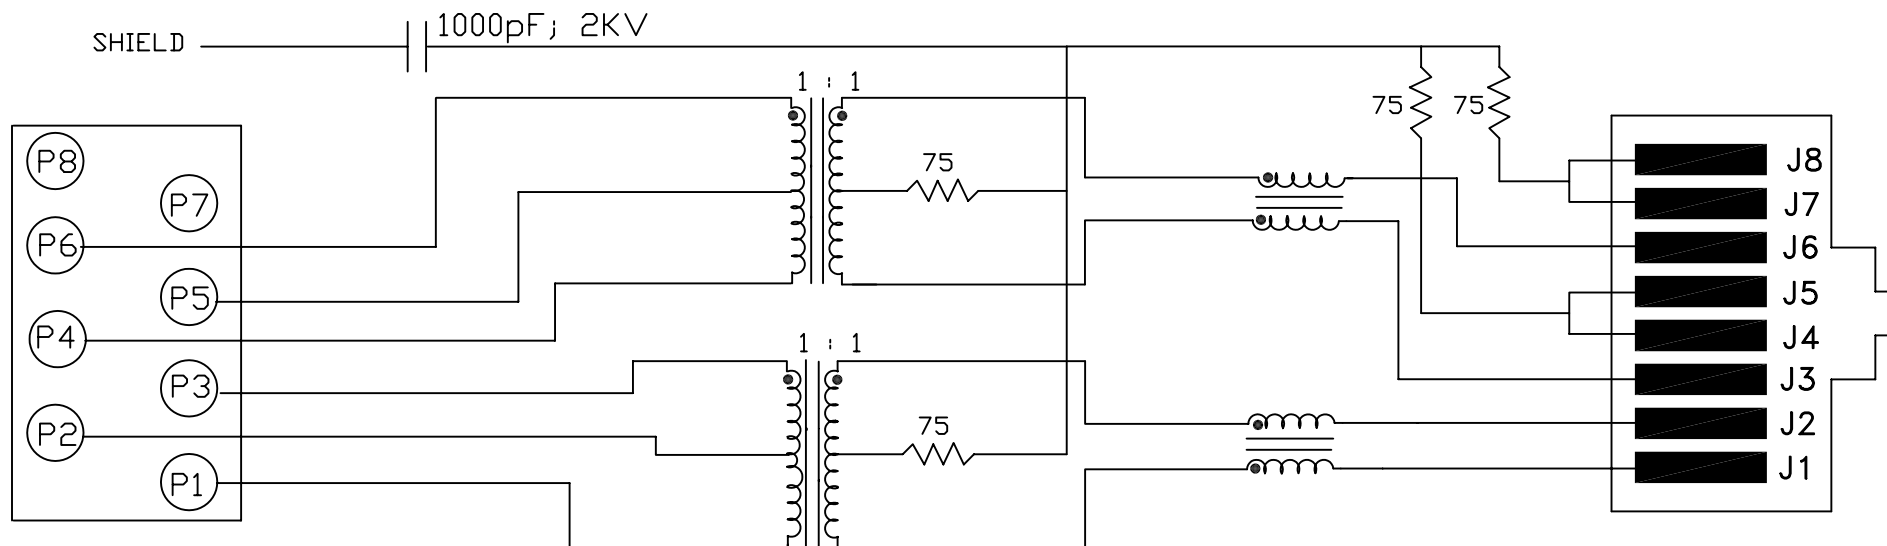 SHIELD
1000pF; 2KV
1 : 1
75
75
75
P8
P7
P6
P5
P4
P3
P2
P1
1 : 1
75
J8
J7
J6
J5
J4
J3
J2
J1